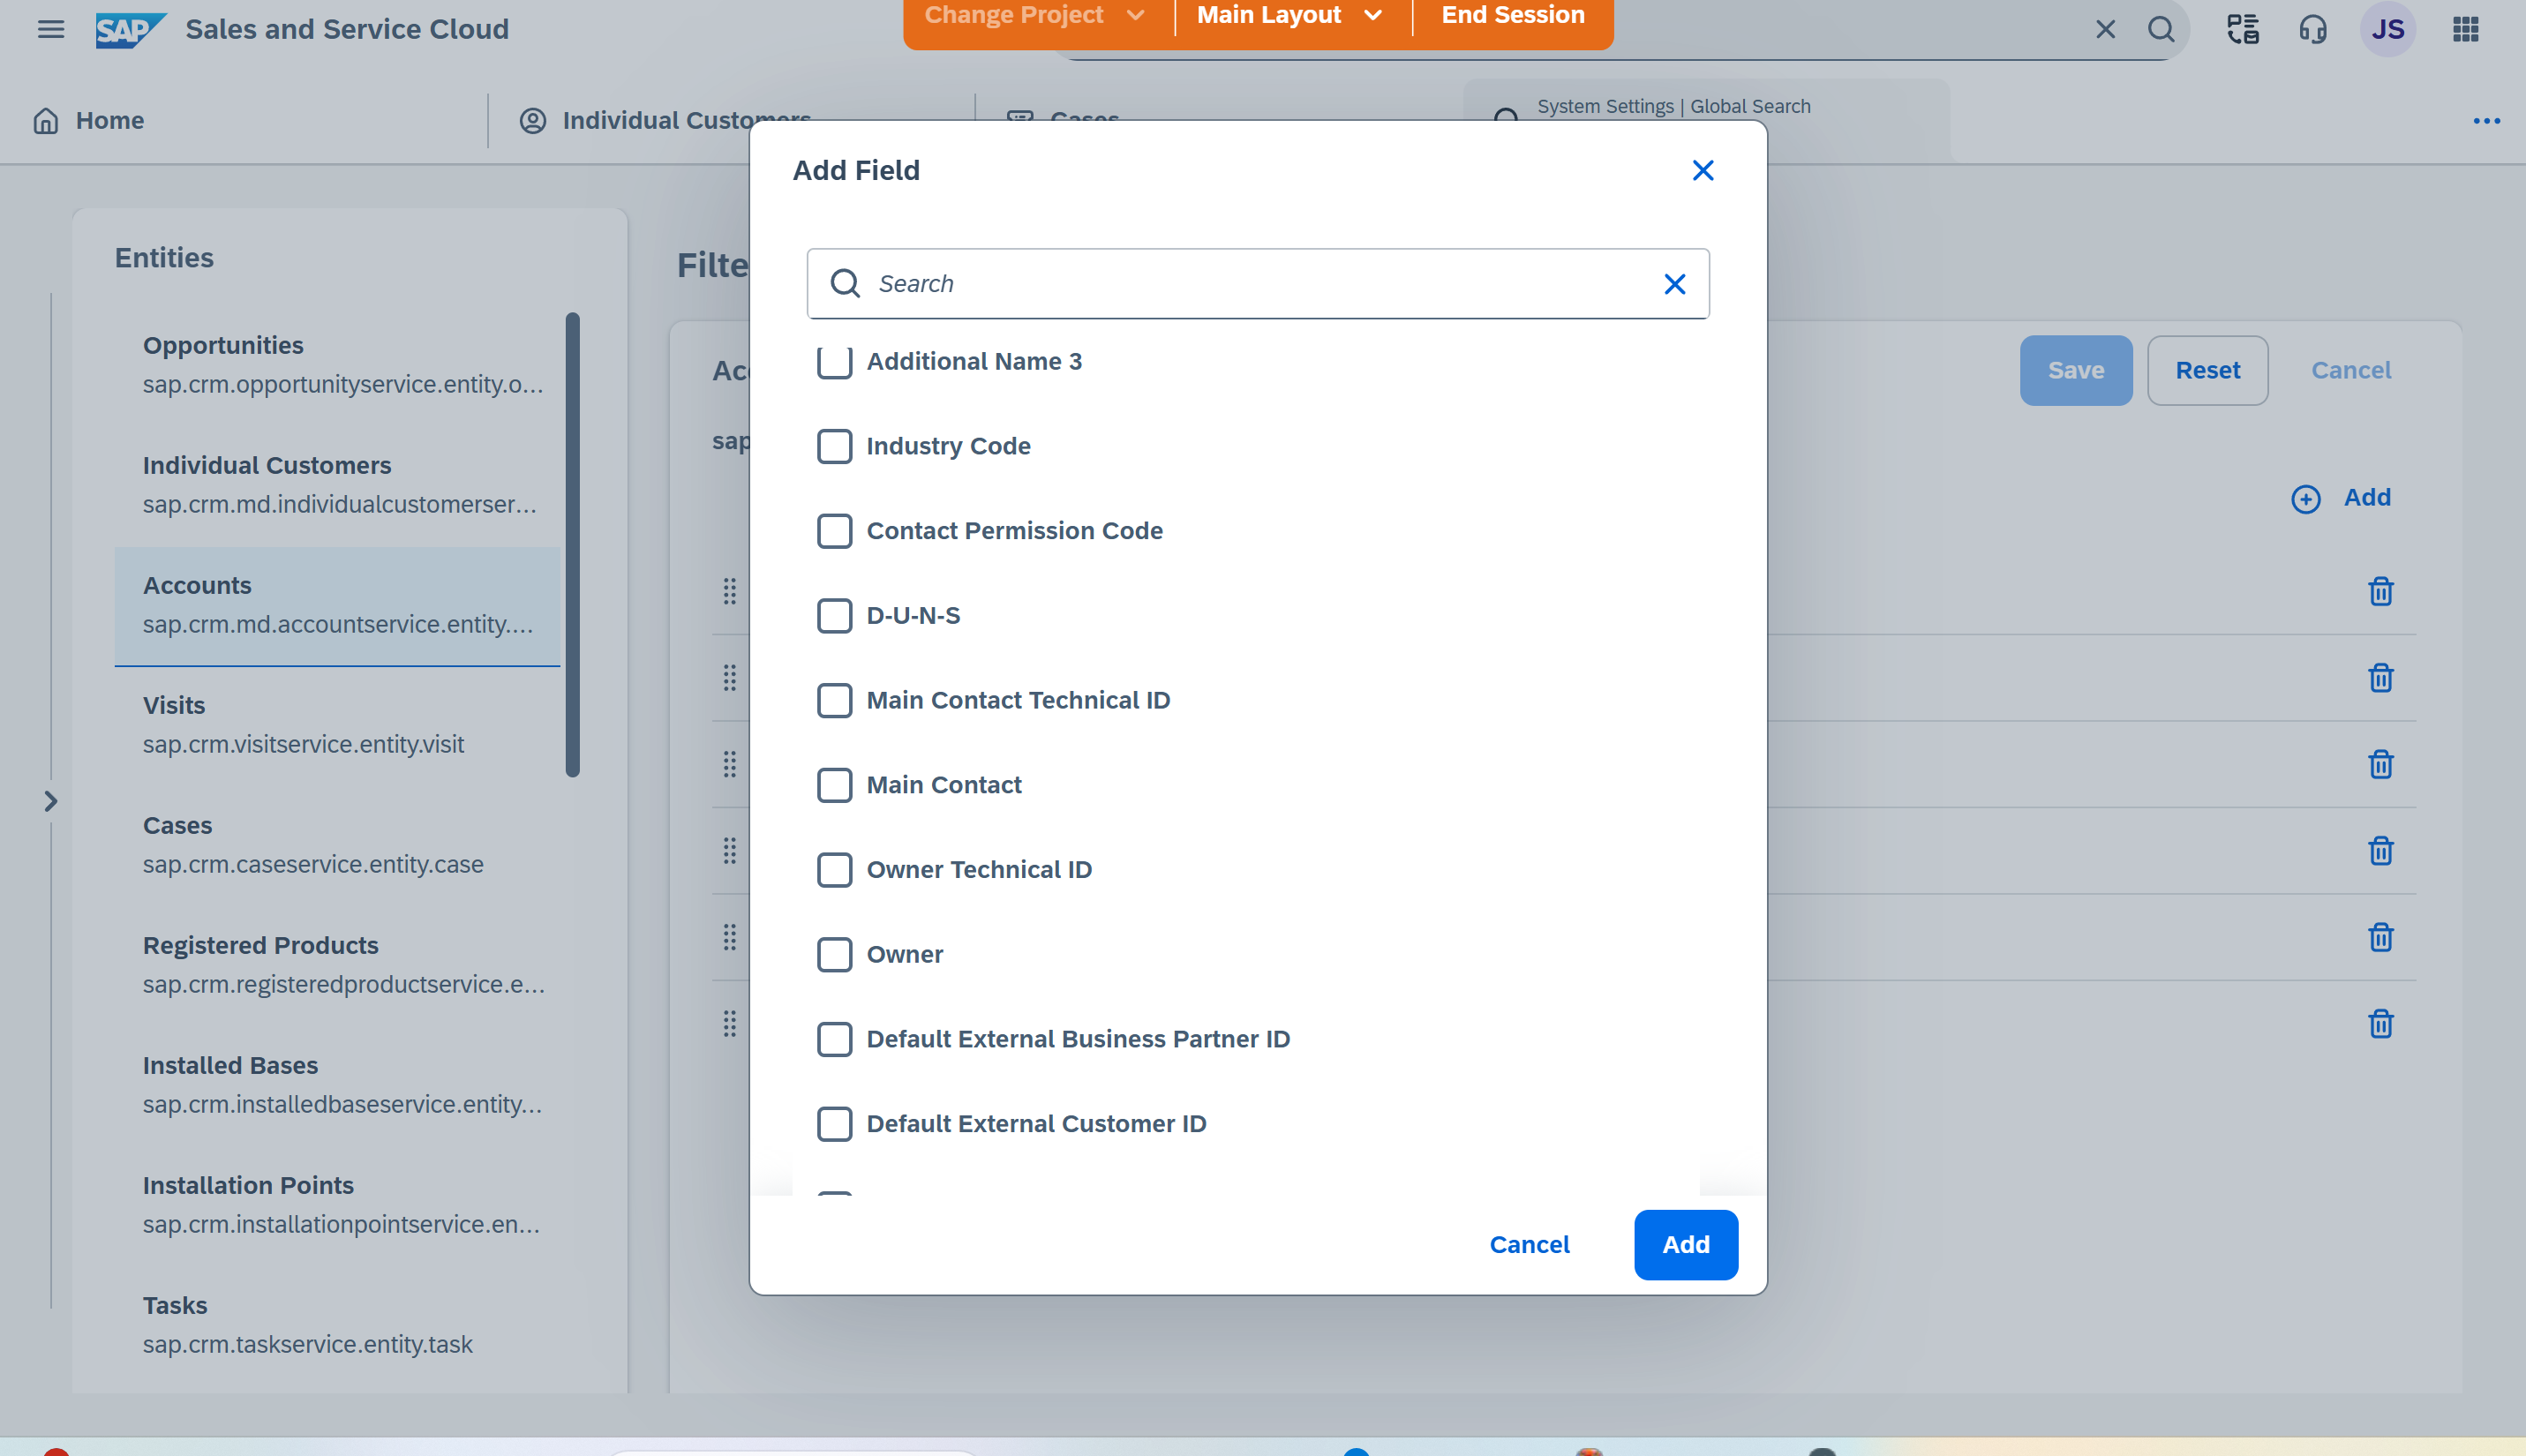 SAP Sales and Service Cloud
Change Project Main Layout End Session
JS
Home
Individual Customers
Cases
System Settings | Global Search
Entities
Opportunities
sap.crm.opportunityservice.entity.o...
Individual Customers
sap.crm.md.individualcustomerser...
Accounts
sap.crm.md.accountservice.entity....
Visits
sap.crm.visitservice.entity.visit
Cases
sap.crm.caseservice.entity.case
Registered Products
sap.crm.registeredproductservice.e...
Installed Bases
sap.crm.installedbaseservice.entity...
Installation Points
sap.crm.installationpointservice.en...
Tasks
sap.crm.taskservice.entity.task
Save Reset Cancel
Add
Add Field
Search
Additional Name 3
Industry Code
Contact Permission Code
D-U-N-S
Main Contact Technical ID
Main Contact
Owner Technical ID
Owner
Default External Business Partner ID
Default External Customer ID
Cancel Add